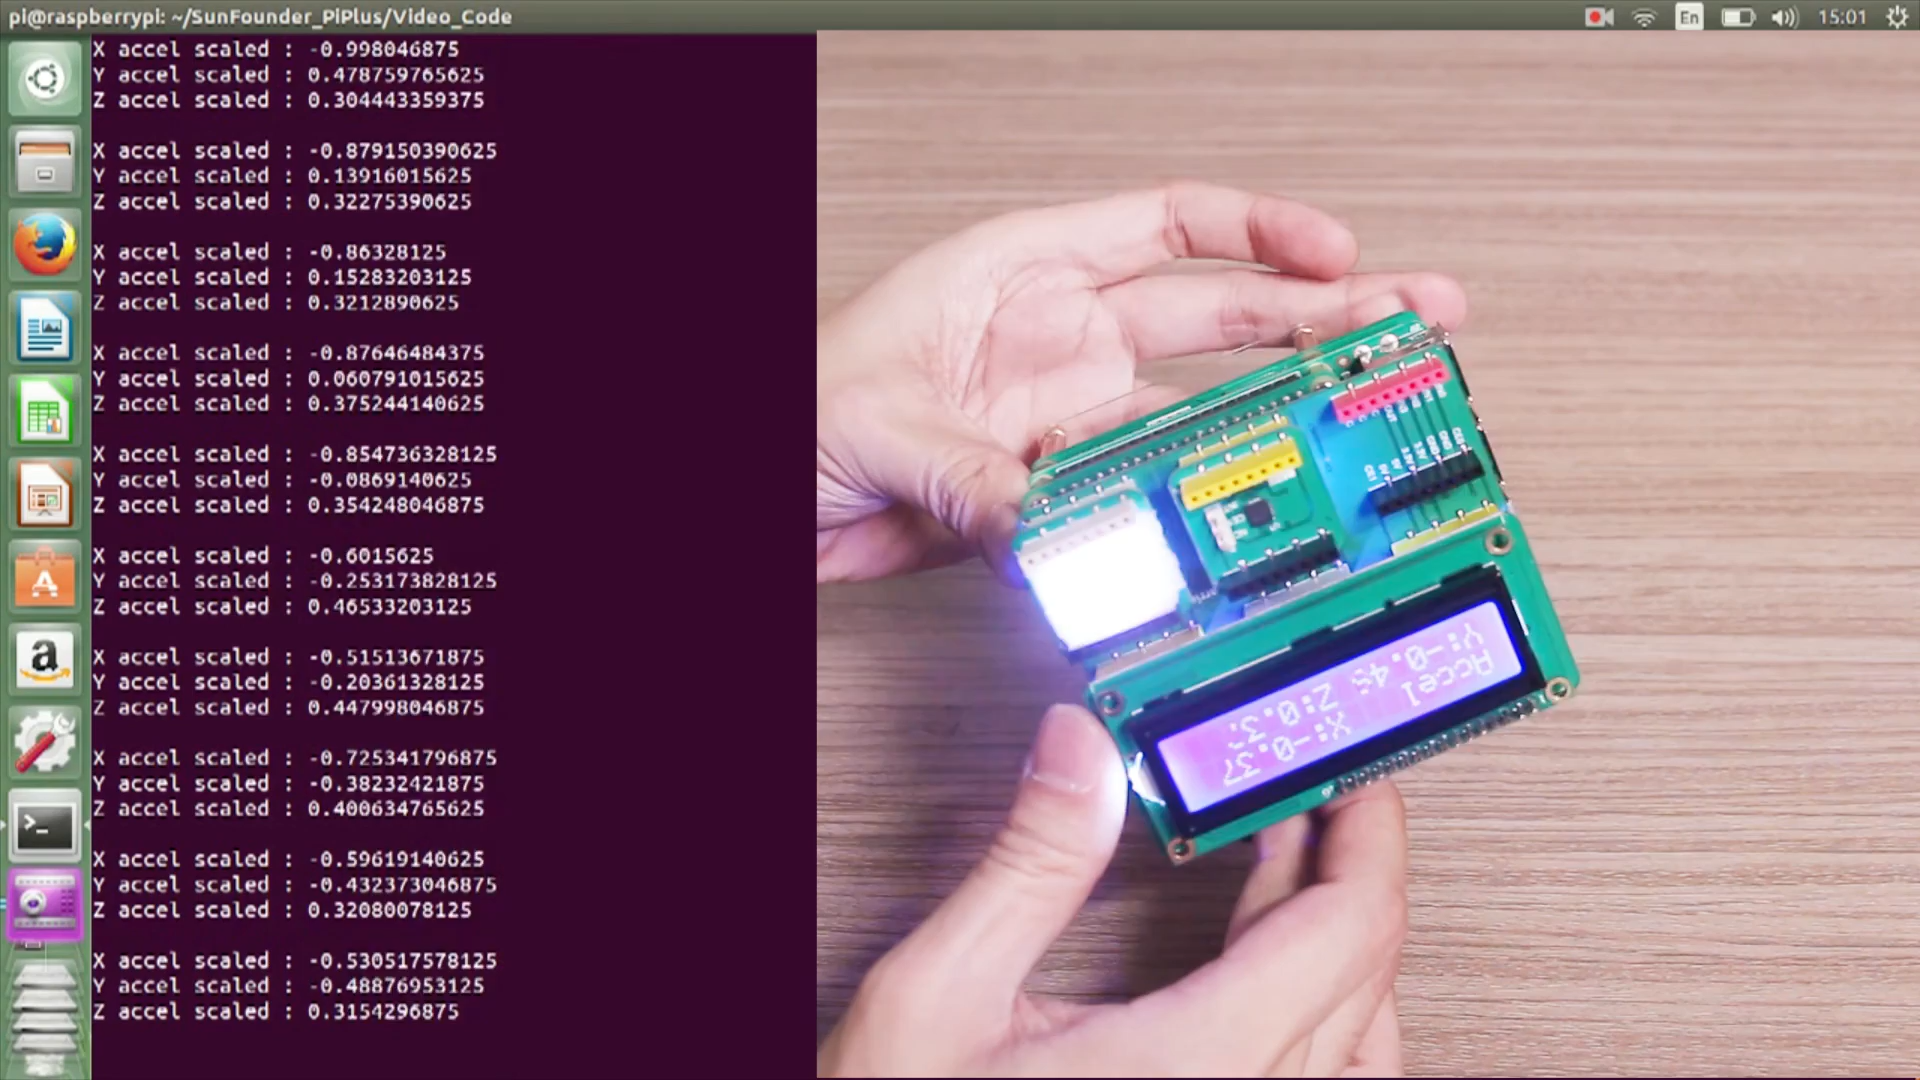 pi@raspberrypi: ~/SunFounder_PiPlus/Video_Code
En
15:01
X accel scaled : -0.998046875
Y accel scaled : 0.478759765625
Z accel scaled : 0.304443359375
X accel scaled : -0.879150390625
Y accel scaled : 0.13916015625
Z accel scaled : 0.32275390625
X accel scaled : -0.86328125
Y accel scaled : 0.15283203125
Z accel scaled : 0.3212890625
X accel scaled : -0.87646484375
Y accel scaled : 0.060791015625
Z accel scaled : 0.375244140625
X accel scaled : -0.854736328125
Y accel scaled : -0.0869140625
Z accel scaled : 0.354248046875
X accel scaled : -0.6015625
Y accel scaled : -0.253173828125
Z accel scaled : 0.46533203125
X accel scaled : -0.51513671875
Y accel scaled : -0.20361328125
Z accel scaled : 0.447998046875
X accel scaled : -0.725341796875
Y accel scaled : -0.38232421875
Z accel scaled : 0.400634765625
X accel scaled : -0.59619140625
Y accel scaled : -0.432373046875
Z accel scaled : 0.32080078125
X accel scaled : -0.530517578125
Y accel scaled : -0.48876953125
Z accel scaled : 0.3154296875
Accel X:-0.37